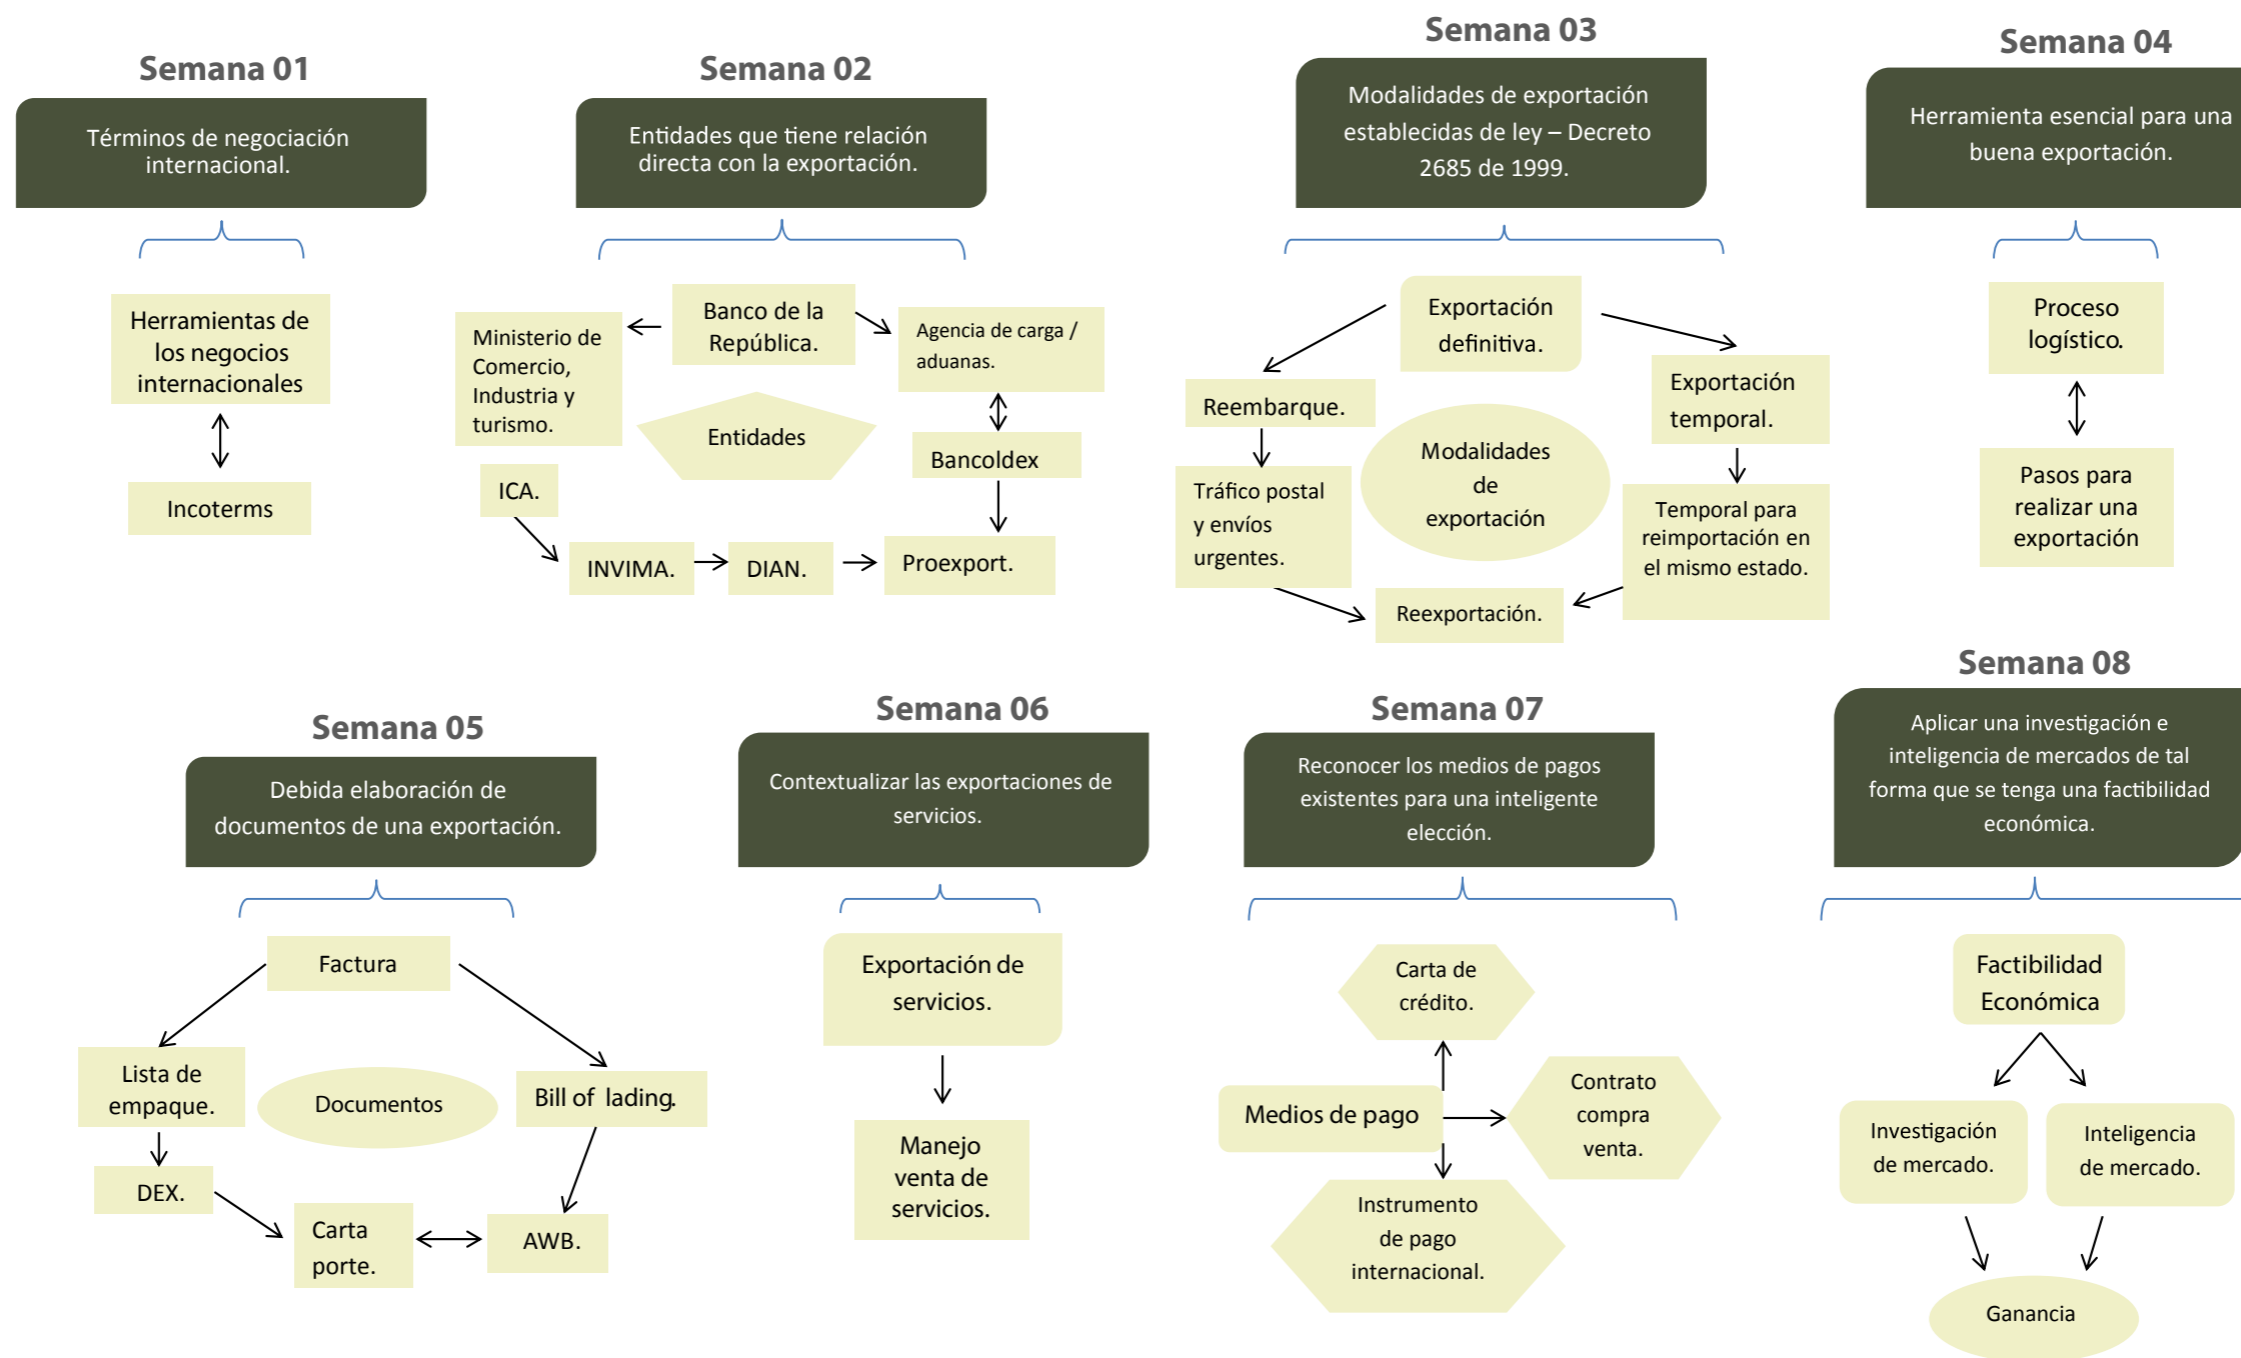 Semana 01
Términos de negociación
internacional.
Herramientas de
los negocios
internacionales
Incoterms
Semana 02
Entidades que tiene relación
directa con la exportación.
Banco de la
República.
Ministerio de
Comercio,
Industria y
turismo.
Agencia de carga /
aduanas.
Entidades
Bancoldex
ICA.
INVIMA.
DIAN.
Proexport.
Semana 03
Modalidades de exportación
establecidas de ley – Decreto
2685 de 1999.
Exportación
definitiva.
Reembarque.
Exportación
temporal.
Modalidades
de
exportación
Tráfico postal
y envíos
urgentes.
Temporal para
reimportación en
el mismo estado.
Reexportación.
Semana 04
Herramienta esencial para una
buena exportación.
Proceso
logístico.
Pasos para
realizar una
exportación
Semana 05
Debida elaboración de
documentos de una exportación.
Factura
Lista de
empaque.
Documentos
Bill of lading.
DEX.
Carta
porte.
AWB.
Semana 06
Contextualizar las exportaciones de
servicios.
Exportación de
servicios.
Manejo
venta de
servicios.
Semana 07
Reconocer los medios de pagos
existentes para una inteligente
elección.
Carta de
crédito.
Medios de pago
Contrato
compra
venta.
Instrumento
de pago
internacional.
Semana 08
Aplicar una investigación e
inteligencia de mercados de tal
forma que se tenga una factibilidad
económica.
Factibilidad
Económica
Investigación
de mercado.
Inteligencia
de mercado.
Ganancia